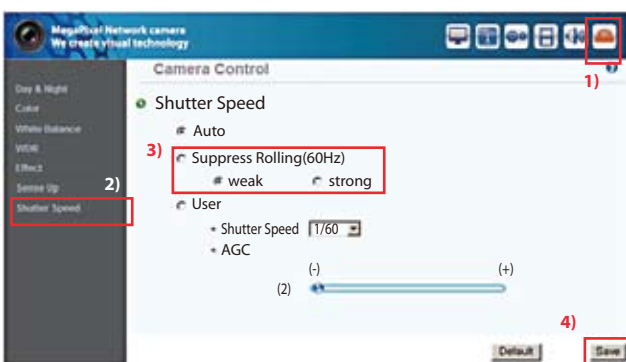 MegaPixel Network camera
We create visual technology
1)
Camera Control
Day & Night
Color
White Balance
WDR
Effect
Sense Up
2)
Shutter Speed
Shutter Speed
Auto
3)
Suppress Rolling(60Hz)
weak strong
User
Shutter Speed 1/60
AGC
(-) (+)
(2)
4)
Default Save